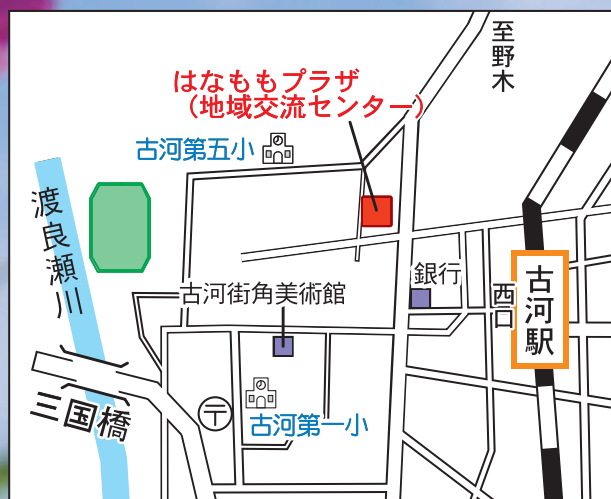 至野木
はなももプラザ
（地域交流センター）
古河第五小
渡良瀬川
銀行
古河街角美術館
西口
古河駅
三国橋
〒
古河第一小